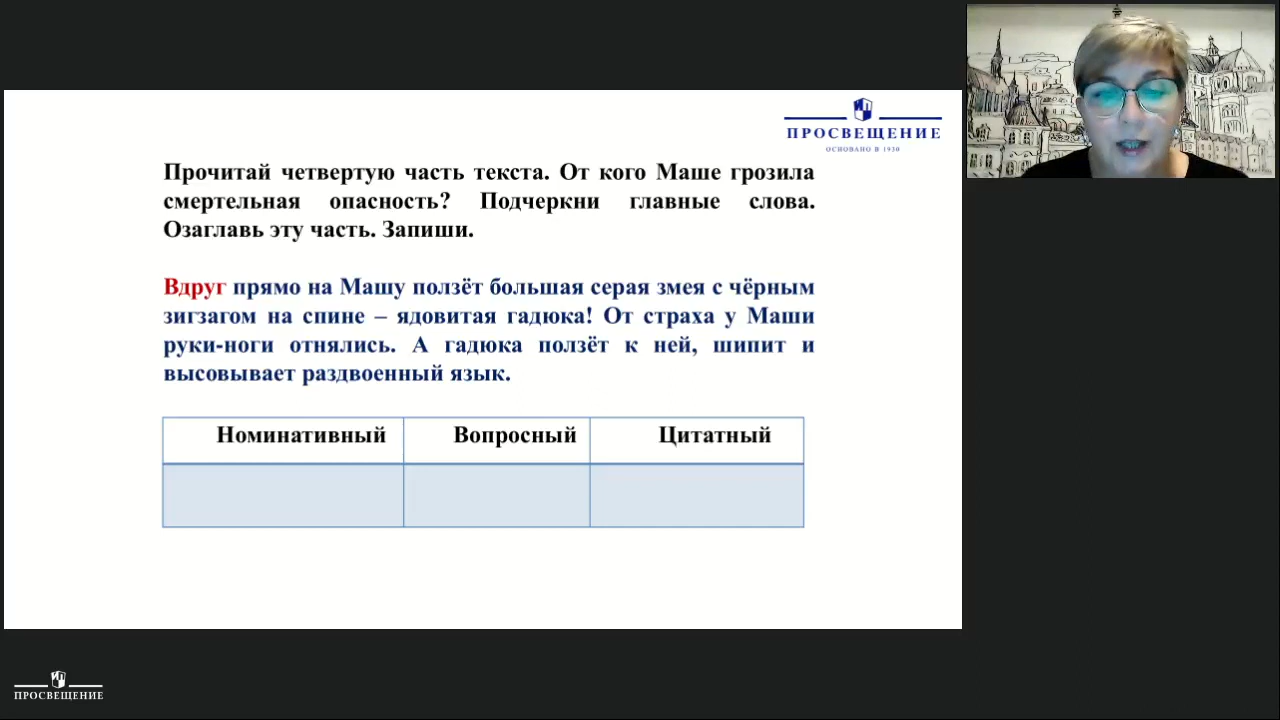 ПРОСВЕЩЕНИЕ
ОСНОВАНО В 1930
Прочитай четвертую часть текста. От кого Маше грозила
смертельная опасность? Подчеркни главные слова.
Озаглавь эту часть. Запиши.
Вдруг прямо на Машу ползёт большая серая змея с чёрным
зигзагом на спине – ядовитая гадюка! От страха у Маши
руки-ноги отнялись. А гадюка ползёт к ней, шипит и
высовывает раздвоенный язык.
Номинативный Вопросный Цитатный
ПРОСВЕЩЕНИЕ